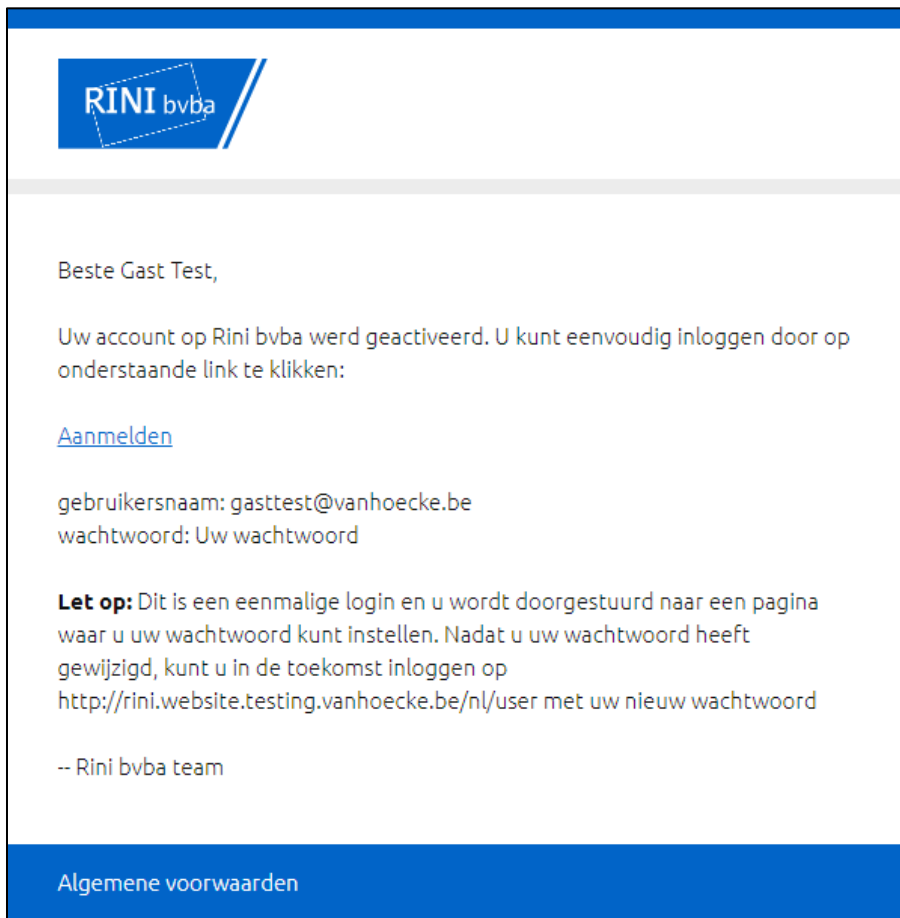 RINI bvba
Beste Gast Test,
Uw account op Rini bvba werd geactiveerd. U kunt eenvoudig inloggen door op
onderstaande link te klikken:
Aanmelden
gebruikersnaam: gasttest@vanhoecke.be
wachtwoord: Uw wachtwoord
Let op: Dit is een eenmalige login en u wordt doorgestuurd naar een pagina
waar u uw wachtwoord kunt instellen. Nadat u uw wachtwoord heeft
gewijzigd, kunt u in de toekomst inloggen op
http://rini.website.testing.vanhoecke.be/nl/user met uw nieuw wachtwoord
-- Rini bvba team
Algemene voorwaarden